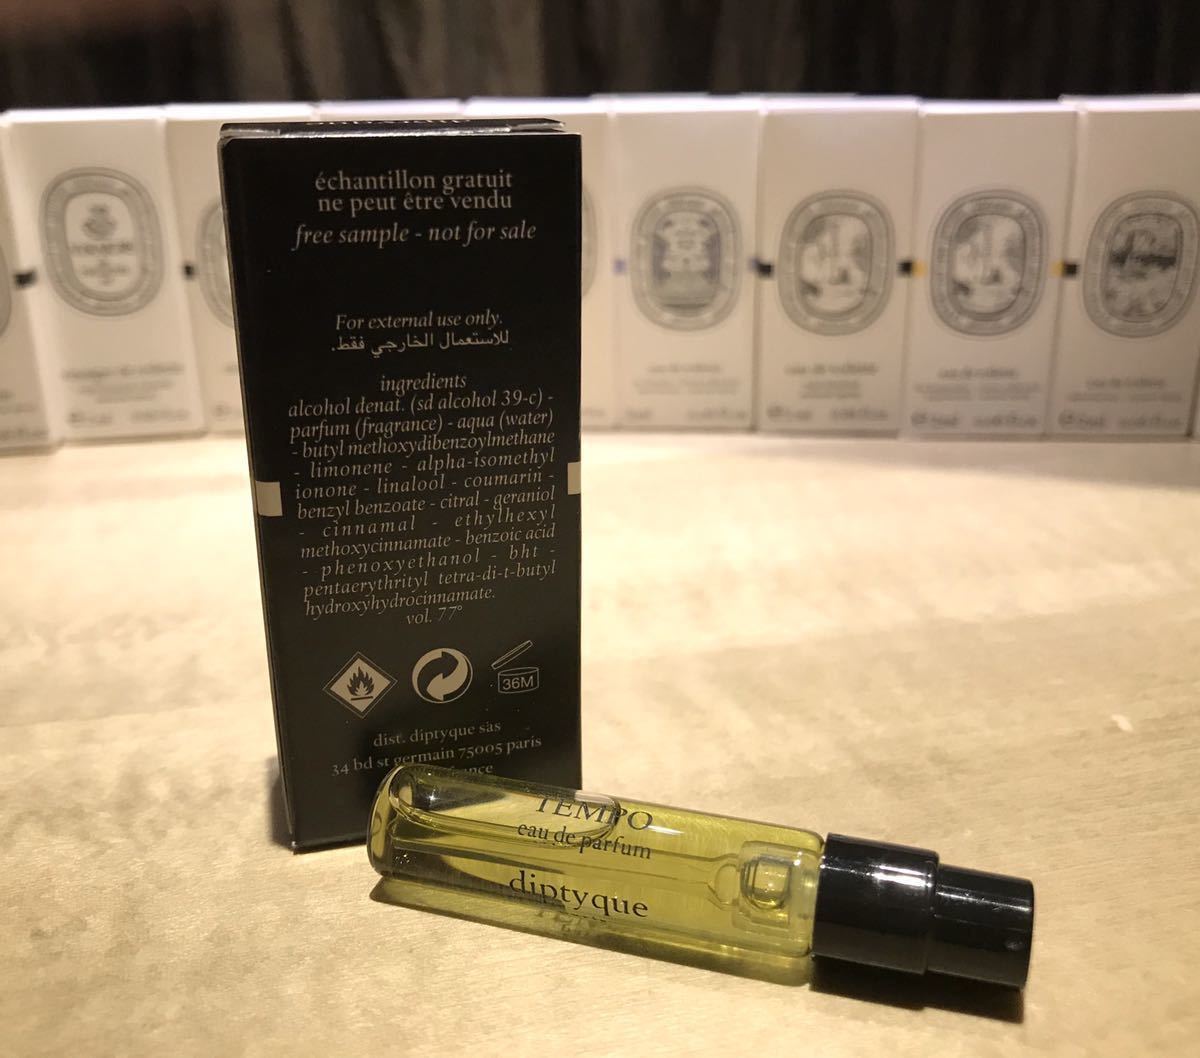 échantillon gratuit
ne peut être vendu
free sample - not for sale
For external use only.
للاستعمال الخارجي فقط.
ingredients
alcohol denat. (sd alcohol 39-c) -
parfum (fragrance) - aqua (water)
- butyl methoxydibenzoylmethane
- limonene - alpha-isomethyl
ionone - linalool - coumarin -
benzyl benzoate - citral - geraniol
- cinnamal - ethylhexyl
methoxycinnamate - benzoic acid
- phenoxyethanol - bht -
pentaerythrityl tetra-di-t-butyl
hydroxyhydrocinnamate.
vol. 77°
36M
dist. diptyque sas
34 bd st germain 75005 paris
TEMPO
eau de parfum
diptyque